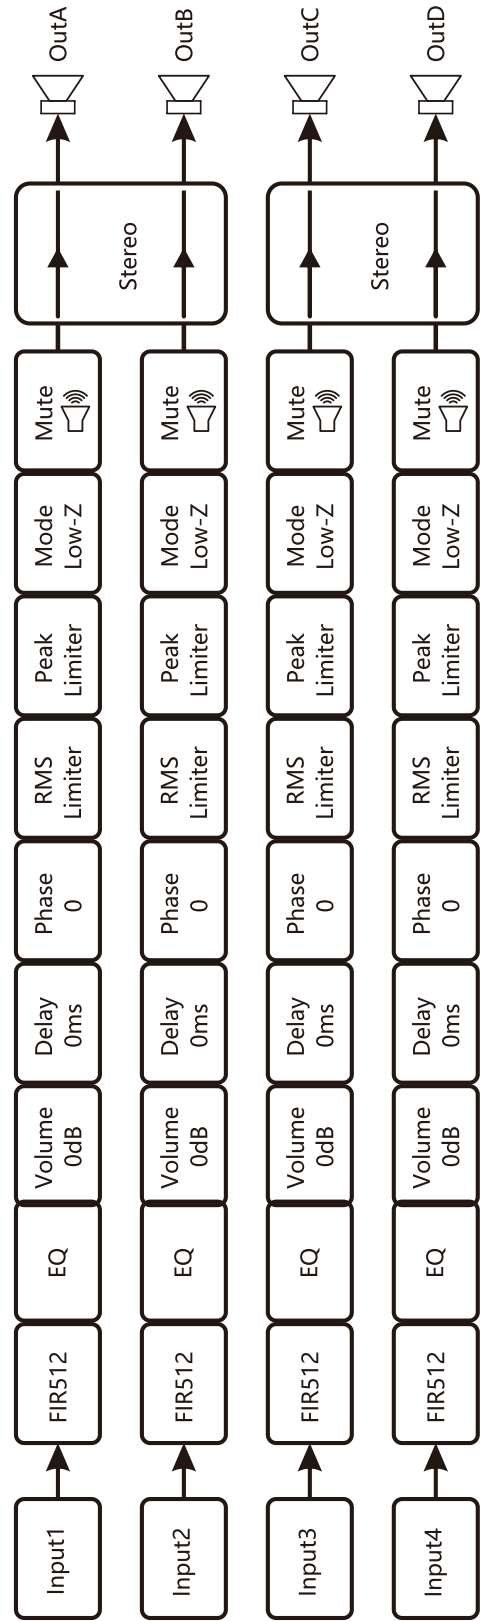 Input1
FIR512
EQ
Volume
0dB
Delay
0ms
Phase
0
RMS
Limiter
Peak
Limiter
Mode
Low-Z
Mute
OutA
Stereo
Input2
FIR512
EQ
Volume
0dB
Delay
0ms
Phase
0
RMS
Limiter
Peak
Limiter
Mode
Low-Z
Mute
OutB
Input3
FIR512
EQ
Volume
0dB
Delay
0ms
Phase
0
RMS
Limiter
Peak
Limiter
Mode
Low-Z
Mute
OutC
Stereo
Input4
FIR512
EQ
Volume
0dB
Delay
0ms
Phase
0
RMS
Limiter
Peak
Limiter
Mode
Low-Z
Mute
OutD